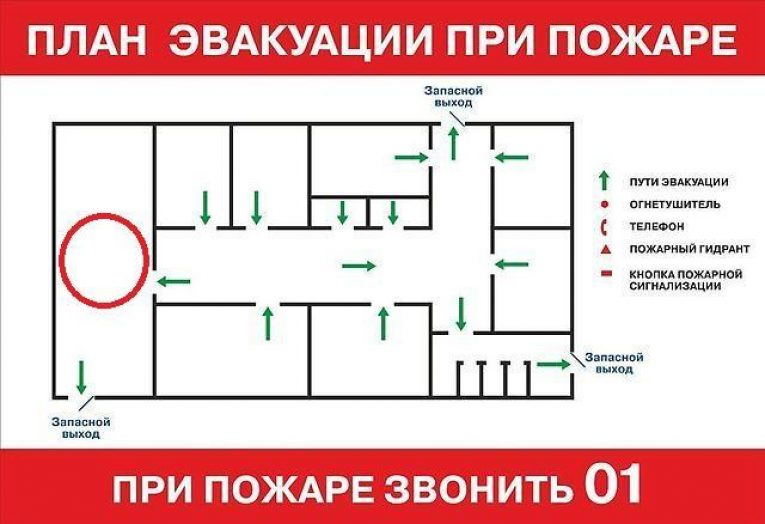 ПЛАН ЭВАКУАЦИИ ПРИ ПОЖАРЕ
Запасной
выход
ПУТИ ЭВАКУАЦИИ
ОГНЕТУШИТЕЛЬ
ТЕЛЕФОН
ПОЖАРНЫЙ ГИДРАНТ
КНОПКА ПОЖАРНОЙ
СИГНАЛИЗАЦИИ
Запасной
выход
Запасной
выход
ПРИ ПОЖАРЕ ЗВОНИТЬ 01